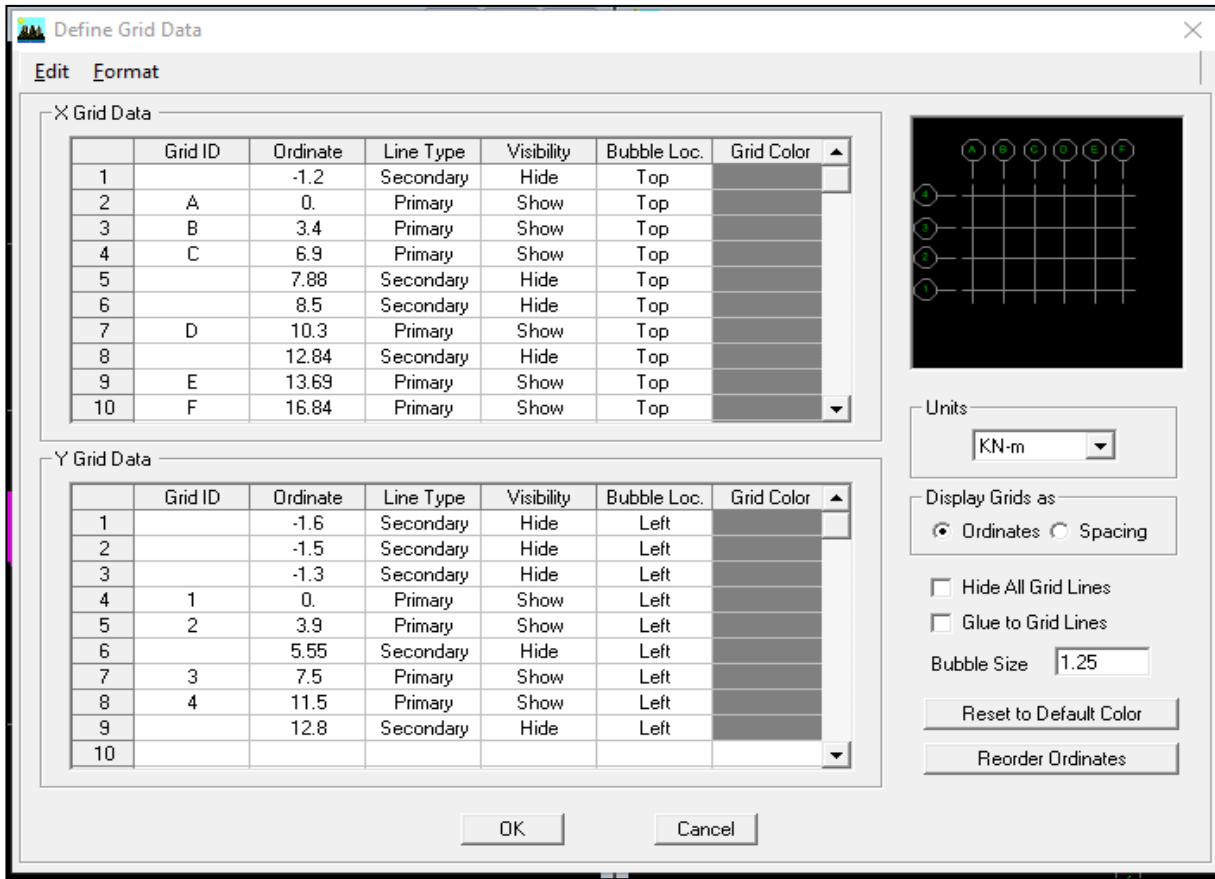 Define Grid Data
Edit Format
X Grid Data
Grid ID Ordinate Line Type Visibility Bubble Loc. Grid Color
1 -1.2 Secondary Hide Top
2 A 0. Primary Show Top
3 B 3.4 Primary Show Top
4 C 6.9 Primary Show Top
5 7.88 Secondary Hide Top
6 8.5 Secondary Hide Top
7 D 10.3 Primary Show Top
8 12.84 Secondary Hide Top
9 E 13.69 Primary Show Top
10 F 16.84 Primary Show Top
Y Grid Data
Grid ID Ordinate Line Type Visibility Bubble Loc. Grid Color
1 -1.6 Secondary Hide Left
2 -1.5 Secondary Hide Left
3 -1.3 Secondary Hide Left
4 1 0. Primary Show Left
5 2 3.9 Primary Show Left
6 5.55 Secondary Hide Left
7 3 7.5 Primary Show Left
8 4 11.5 Primary Show Left
9 12.8 Secondary Hide Left
10
A B C D E F
4
3
2
1
Units
KN-m
Display Grids as
Ordinates Spacing
Hide All Grid Lines
Glue to Grid Lines
Bubble Size 1.25
Reset to Default Color
Reorder Ordinates
OK Cancel